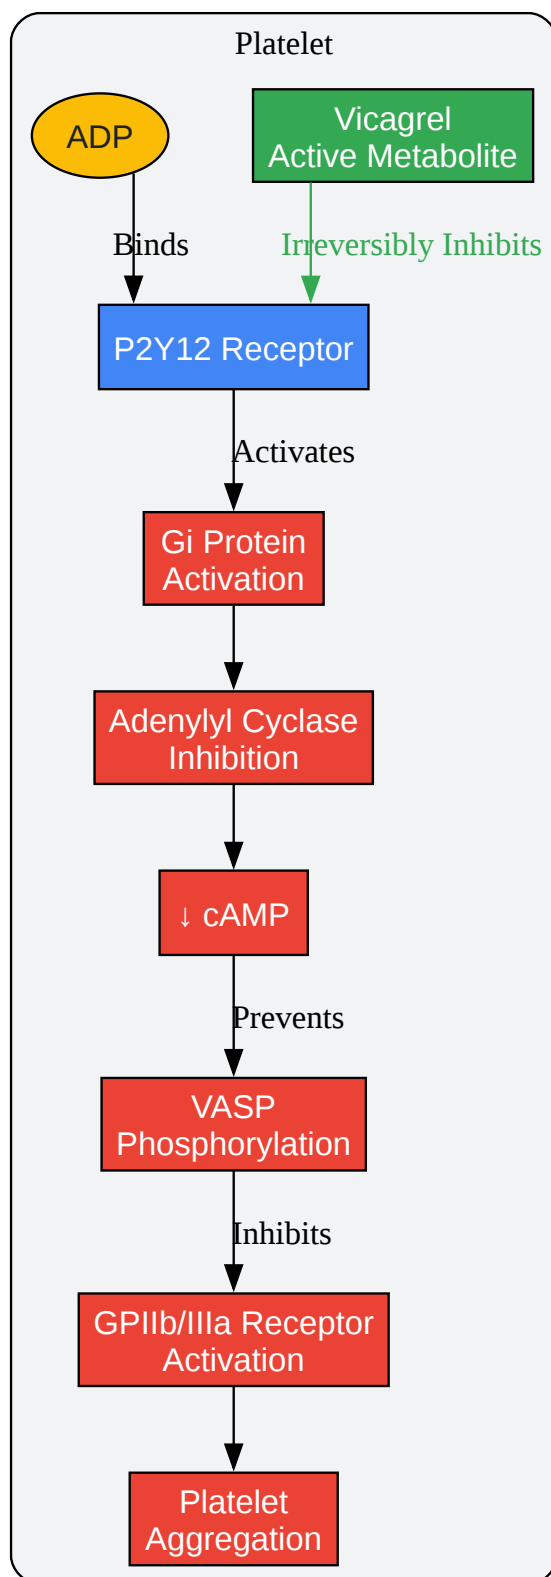 Platelet
ADP
Vicagrel
Active Metabolite
Binds
Irreversibly Inhibits
P2Y12 Receptor
Activates
Gi Protein
Activation
Adenylyl Cyclase
Inhibition
↓ cAMP
Prevents
VASP
Phosphorylation
Inhibits
GPIIb/IIIa Receptor
Activation
Platelet
Aggregation